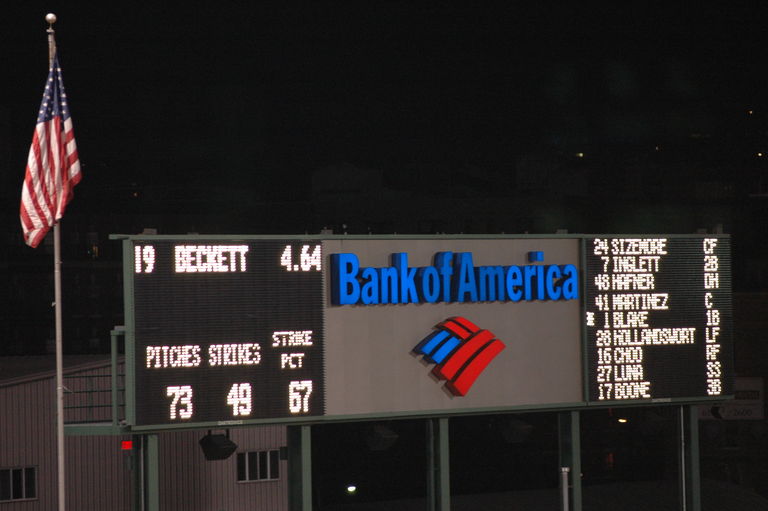 19 BECKETT 4.64
PITCHES STRIKES STRIKE PCT
73 49 67
Bank of America
24 SIZEMORE CF
7 INGLETT 2B
48 HAFNER DH
41 MARTINEZ C
1 BLAKE 1B
28 HOLLANDSWORT LF
16 CHOO RF
27 LUNA SS
17 BOONE 3B